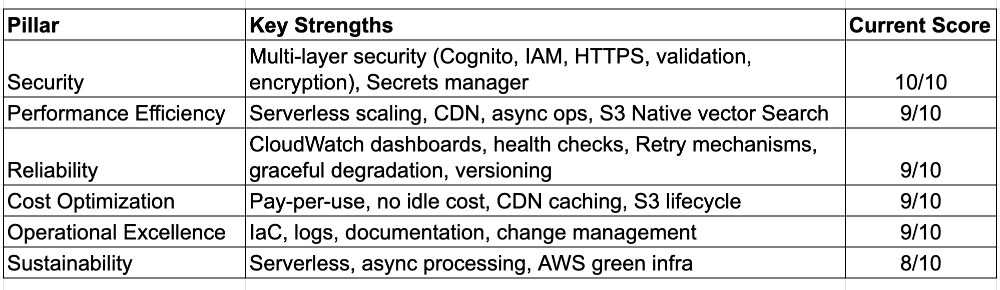 Pillar Key Strengths Current Score
Multi-layer security (Cognito, IAM, HTTPS, validation,
Security encryption), Secrets manager 10/10
Performance Efficiency Serverless scaling, CDN, async ops, S3 Native vector Search 9/10
CloudWatch dashboards, health checks, Retry mechanisms,
Reliability graceful degradation, versioning 9/10
Cost Optimization Pay-per-use, no idle cost, CDN caching, S3 lifecycle 9/10
Operational Excellence IaC, logs, documentation, change management 9/10
Sustainability Serverless, async processing, AWS green infra 8/10